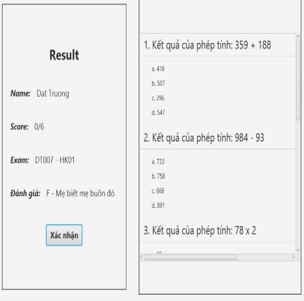 Result
Name: Dat Truong
Score: 0/6
Exam: DT007 - HK01
Đánh giá: F - Mẹ biết mẹ buồn đó
Xác nhận
1. Kết quả của phép tính: 359 + 188
a. 418
b. 507
c. 296
d. 547
2. Kết quả của phép tính: 984 - 93
a. 733
b. 758
c. 666
d. 891
3. Kết quả của phép tính: 78 x 2